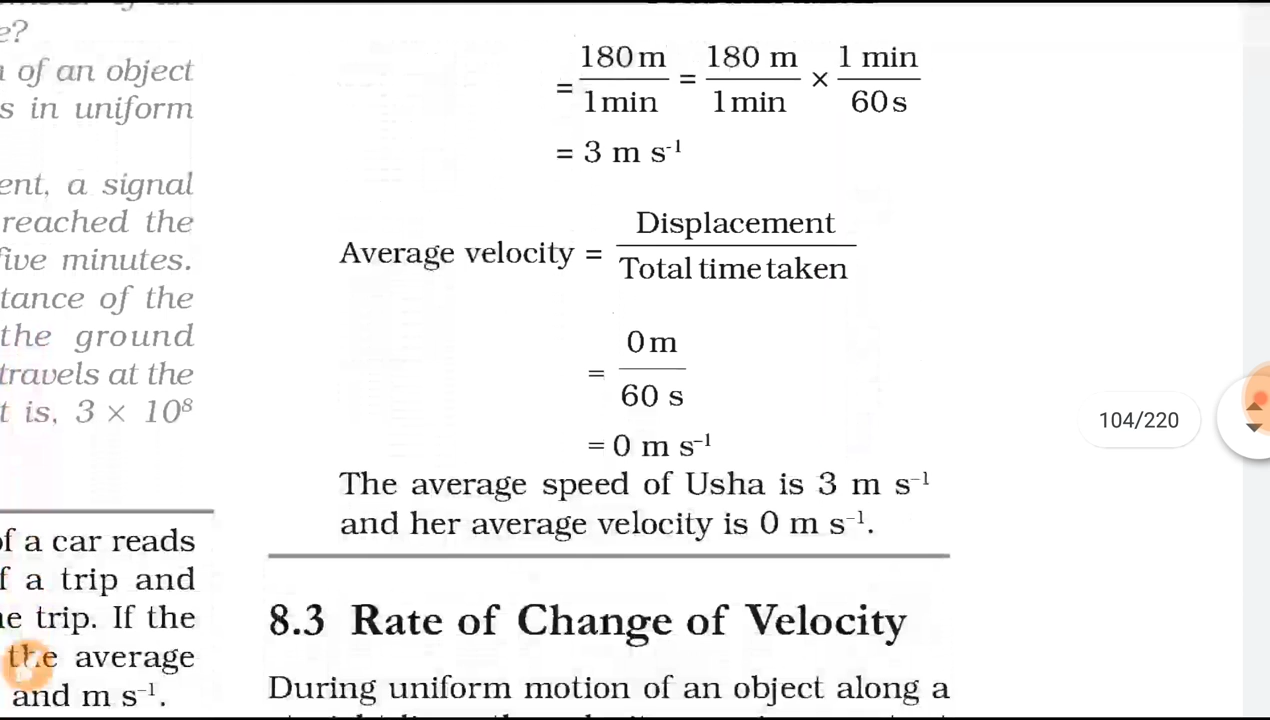 e?
of an object
s in uniform
ent, a signal
reached the
five minutes.
tance of the
the ground
travels at the
t is, 3 × 10⁸
of a car reads
f a trip and
e trip. If the
the average
and m s⁻¹.
= 180 m / 1 min = 180 m / 1 min × 1 min / 60 s
= 3 m s⁻¹
Average velocity = Displacement / Total time taken
= 0 m / 60 s
= 0 m s⁻¹
The average speed of Usha is 3 m s⁻¹
and her average velocity is 0 m s⁻¹.
8.3 Rate of Change of Velocity
During uniform motion of an object along a
104/220